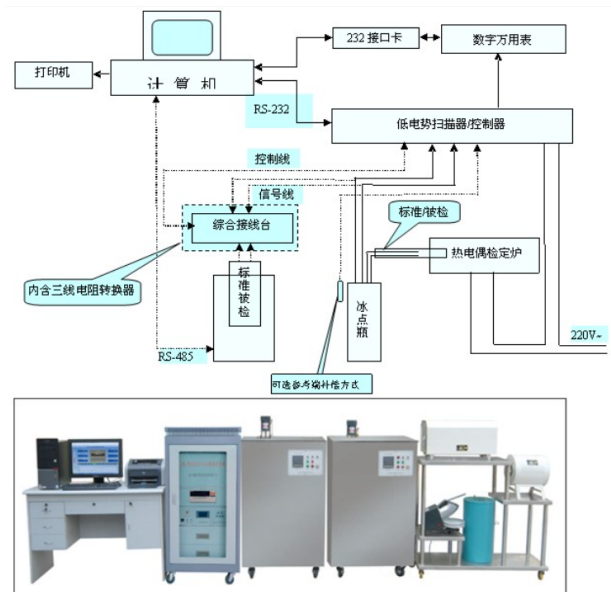 232 接口卡
数字万用表
打印机
计 算 机
RS-232
低电势扫描器/控制器
控制线
信号线
标准/被检
综合接线台
热电偶检定炉
内含三线电阻转换器
标准被检
冰点瓶
220V~
RS-485
可选参考端补偿方式